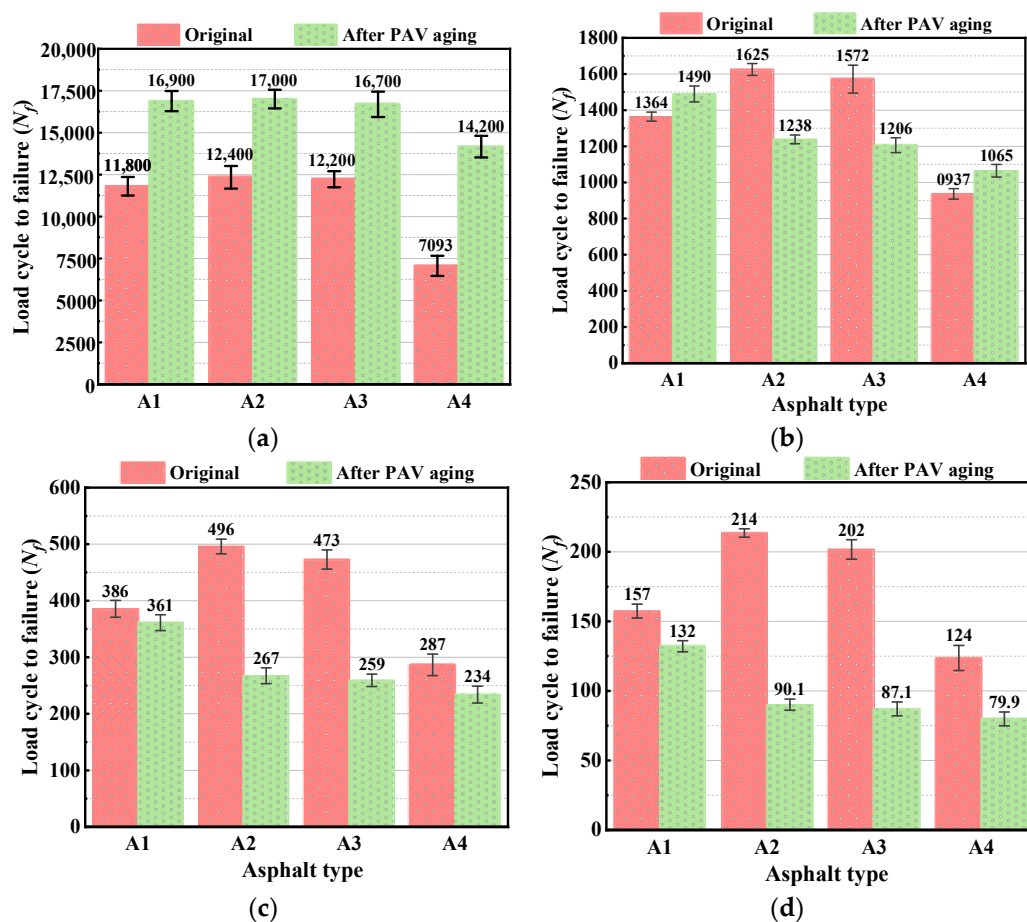 Original After PAV aging
Load cycle to failure (Nf)
20,000
17,500
15,000
12,500
10,000
7500
5000
2500
0
11,800 16,900 12,400 17,000 12,200 16,700 7093 14,200
A1 A2 A3 A4
(a)
Original After PAV aging
Load cycle to failure (Nf)
1800
1600
1400
1200
1000
800
600
400
200
0
1364 1490 1625 1238 1572 1206 0937 1065
A1 A2 A3 A4
Asphalt type
(b)
Original After PAV aging
Load cycle to failure (Nf)
600
500
400
300
200
100
0
386 361 496 267 473 259 287 234
A1 A2 A3 A4
Asphalt type
(c)
Original After PAV aging
Load cycle to failure (Nf)
250
200
150
100
50
0
157 132 214 90.1 202 87.1 124 79.9
A1 A2 A3 A4
Asphalt type
(d)